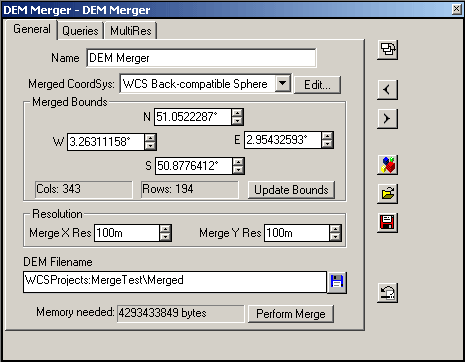 DEM Merger - DEM Merger
General Queries MultiRes
Name DEM Merger
Merged CoordSys: WCS Back-compatible Sphere Edit...
Merged Bounds
N 51.0522287°
W 3.26311158° E 2.95432593°
S 50.8776412°
Cols: 343 Rows: 194 Update Bounds
Resolution
Merge X Res 100m Merge Y Res 100m
DEM Filename
WCSProjects:MergeTest\Merged
Memory needed: 4293433849 bytes Perform Merge